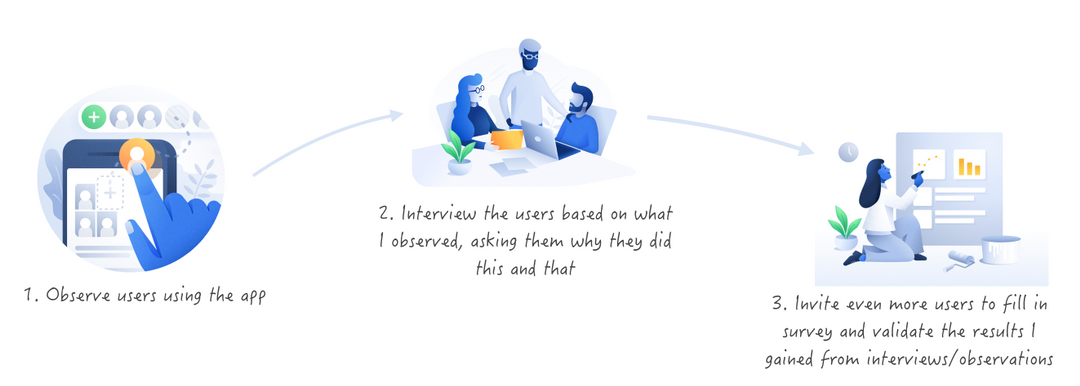 1. Observe users using the app
2. Interview the users based on what
I observed, asking them why they did
this and that
3. Invite even more users to fill in
survey and validate the results I
gained from interviews/observations